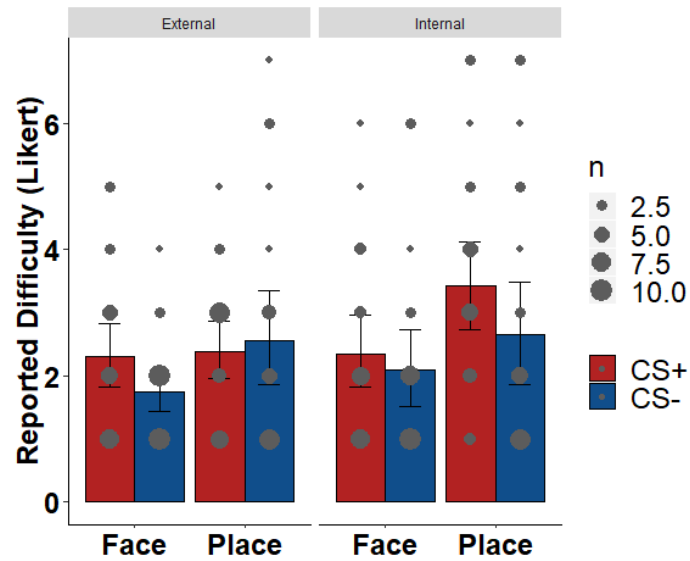 External Internal
Reported Difficulty (Likert)
6
4
2
0
Face Place Face Place
n
2.5
5.0
7.5
10.0
CS+
CS-